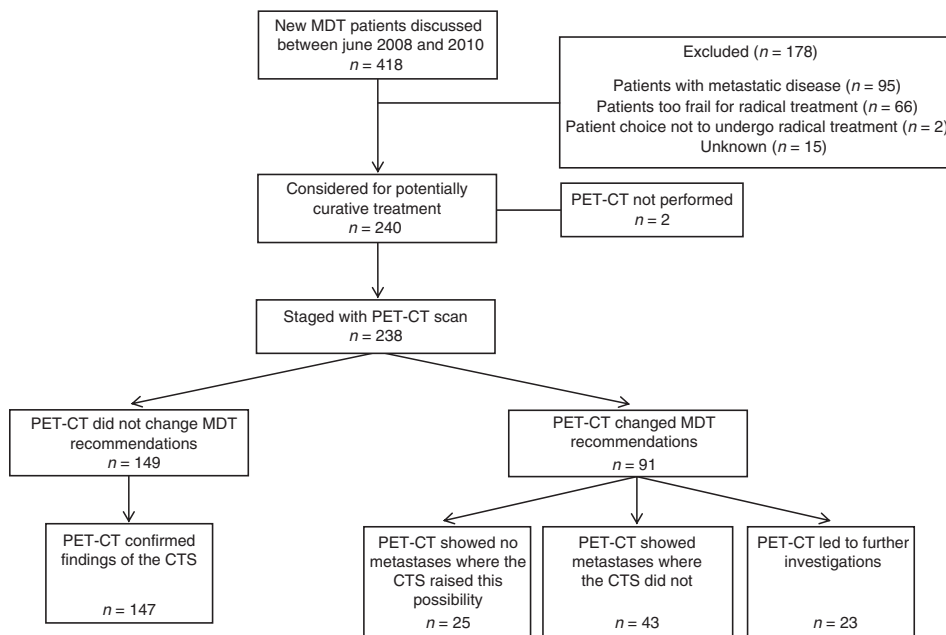 New MDT patients discussed
between june 2008 and 2010
n = 418
Excluded (n = 178)
Patients with metastatic disease (n = 95)
Patients too frail for radical treatment (n = 66)
Patient choice not to undergo radical treatment (n = 2)
Unknown (n = 15)
Considered for potentially
curative treatment
n = 240
PET-CT not performed
n = 2
Staged with PET-CT scan
n = 238
PET-CT did not change MDT
recommendations
n = 149
PET-CT changed MDT
recommendations
n = 91
PET-CT confirmed
findings of the CTS
n = 147
PET-CT showed no
metastases where the
CTS raised this
possibility
n = 25
PET-CT showed
metastases where
the CTS did not
n = 43
PET-CT led to further
investigations
n = 23